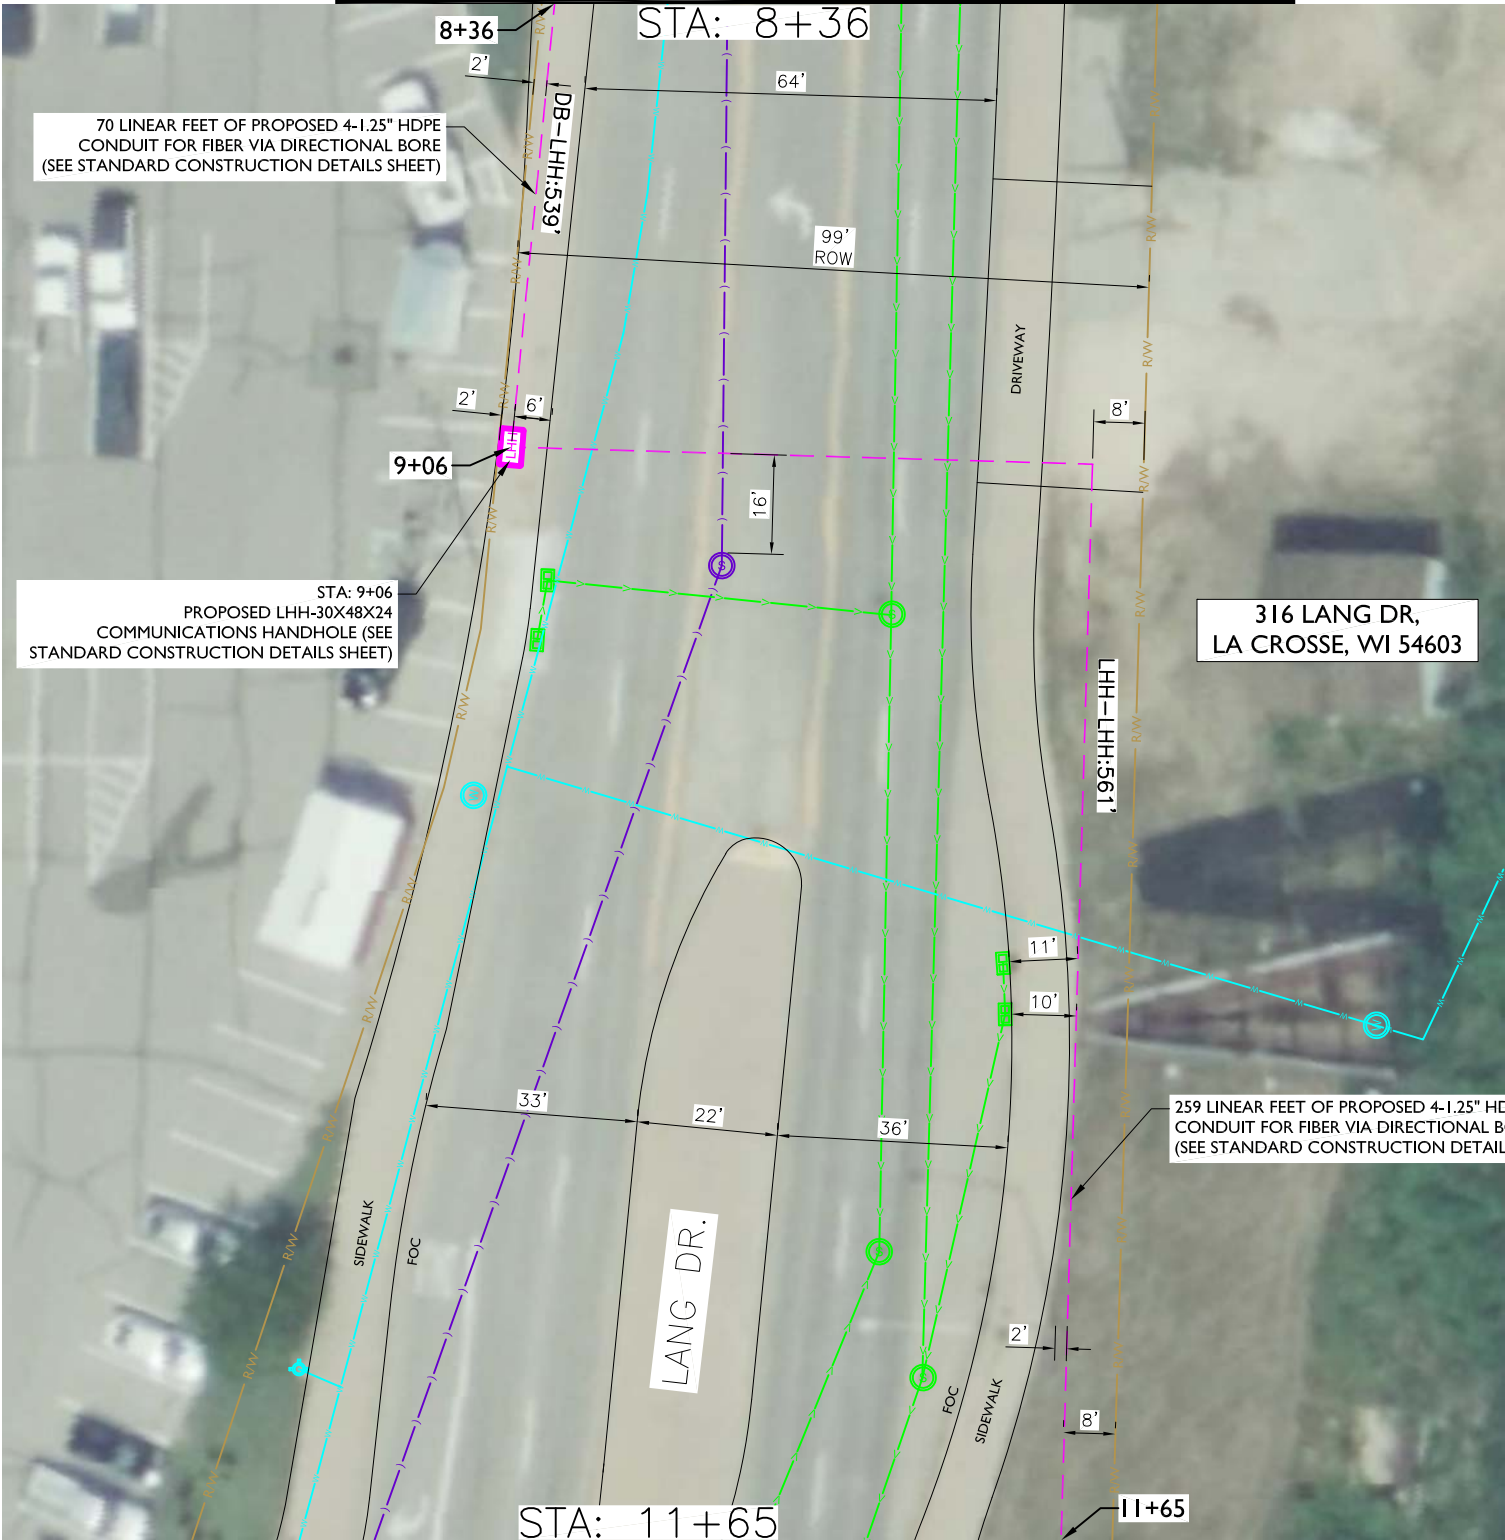 STA: 8+36
8+36
2'
64'
70 LINEAR FEET OF PROPOSED 4-1.25" HDPE
CONDUIT FOR FIBER VIA DIRECTIONAL BORE
(SEE STANDARD CONSTRUCTION DETAILS SHEET)
DB-LHH:539'
R/W
R/W
R/W
R/W
99'
ROW
R/W
R/W
R/W
DRIVEWAY
2'
6'
8'
LHH
9+06
R/W
R/W
16'
S
STA: 9+06
PROPOSED LHH-30X48X24
COMMUNICATIONS HANDHOLE (SEE
STANDARD CONSTRUCTION DETAILS SHEET)
316 LANG DR,
LA CROSSE, WI 54603
LHH-LHH:561'
R/W
R/W
R/W
R/W
11'
10'
R/W
R/W
33'
22'
36'
259 LINEAR FEET OF PROPOSED 4-1.25" HD
CONDUIT FOR FIBER VIA DIRECTIONAL B
(SEE STANDARD CONSTRUCTION DETAIL
R/W
R/W
SIDEWALK
FOC
R/W
R/W
LANG DR.
2'
R/W
R/W
FOC
SIDEWALK
8'
R/W
R/W
11+65
STA: 11+65